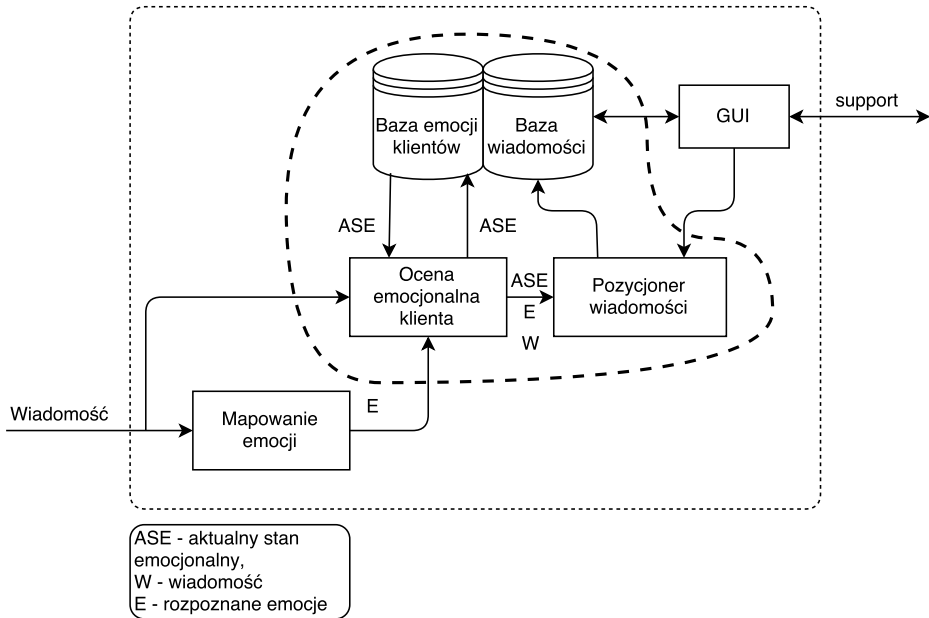 Baza emocji
klientów
Baza
wiadomości
GUI
support
ASE
ASE
Ocena
emocjonalna
klienta
ASE
E
W
Pozycjoner
wiadomości
Wiadomość
Mapowanie
emocji
E
ASE - aktualny stan
emocjonalny,
W - wiadomość
E - rozpoznane emocje